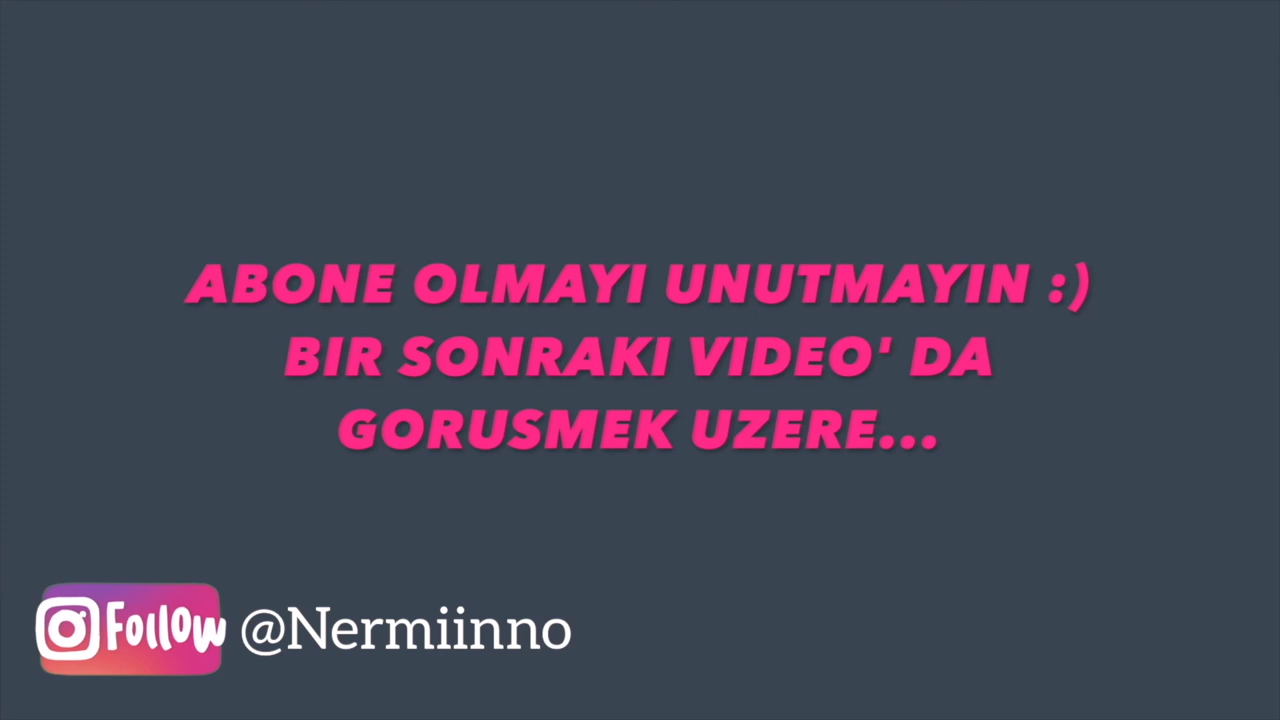 ABONE OLMAYI UNUTMAYIN :)
BIR SONRAKI VIDEO' DA
GORUSMEK UZERE...
Follow @Nermiinno